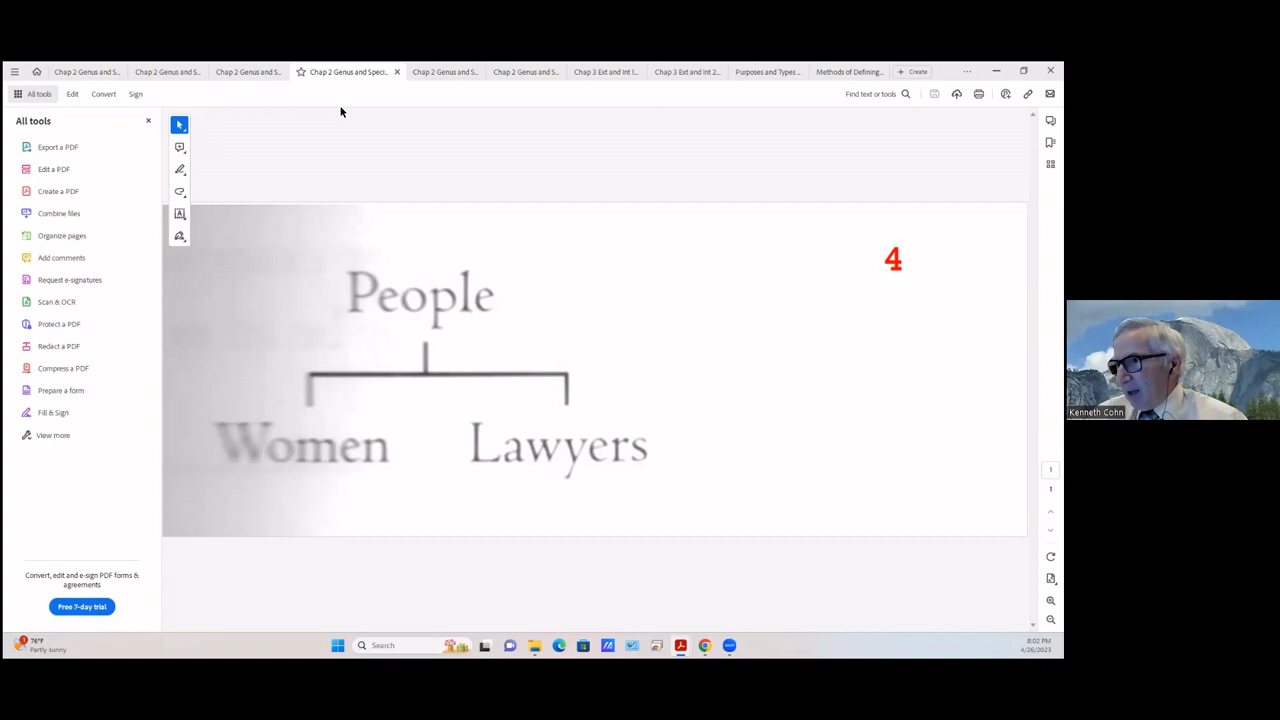 Chap 2 Genus and S...
Chap 2 Genus and S...
Chap 2 Genus and S...
Chap 2 Genus and Speci...
Chap 2 Genus and S...
Chap 2 Genus and S...
Chap 3 Ext and Int l...
Chap 3 Ext and Int 2...
Purposes and Types ...
Methods of Defining...
Create
All tools
Edit
Convert
Sign
Find text or tools
All tools
Export a PDF
Edit a PDF
Create a PDF
Combine files
Organize pages
Add comments
Request e-signatures
Scan & OCR
Protect a PDF
Redact a PDF
Compress a PDF
Prepare a form
Fill & Sign
View more
Convert, edit and e-sign PDF forms &
agreements
Free 7-day trial
4
People
Women Lawyers
Kenneth Cohn
1
1
1
76°F
Partly sunny
Search
8:02 PM
4/26/2023